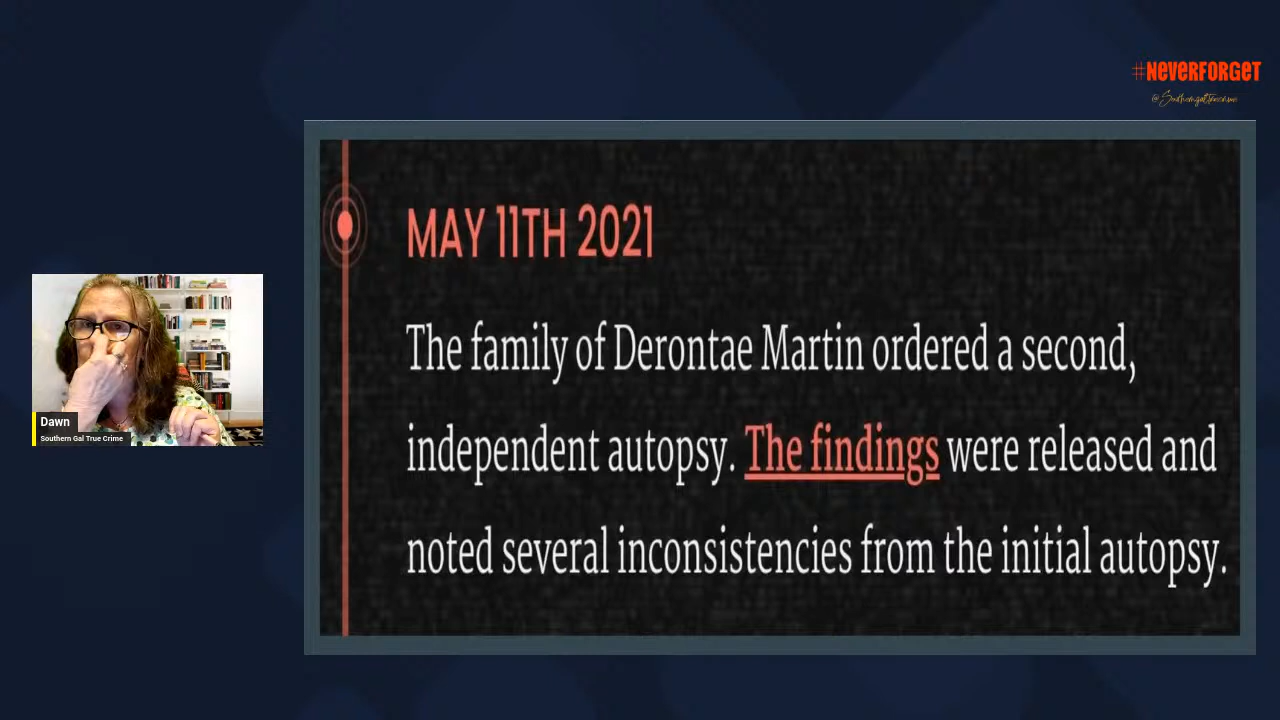 #NEVERFORGET
@Southerngaltruecrime
MAY 11TH 2021
The family of Derontae Martin ordered a second,
independent autopsy. The findings were released and
noted several inconsistencies from the initial autopsy.
Dawn
Southern Gal True Crime